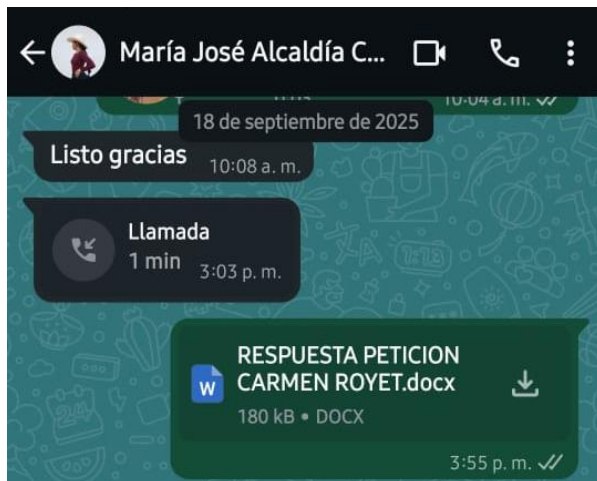 María José Alcaldía C...
10:04 a. m.
18 de septiembre de 2025
Listo gracias 10:08 a. m.
Llamada
1 min 3:03 p. m.
RESPUESTA PETICION
W CARMEN ROYET.docx
180 kB • DOCX
3:55 p. m.